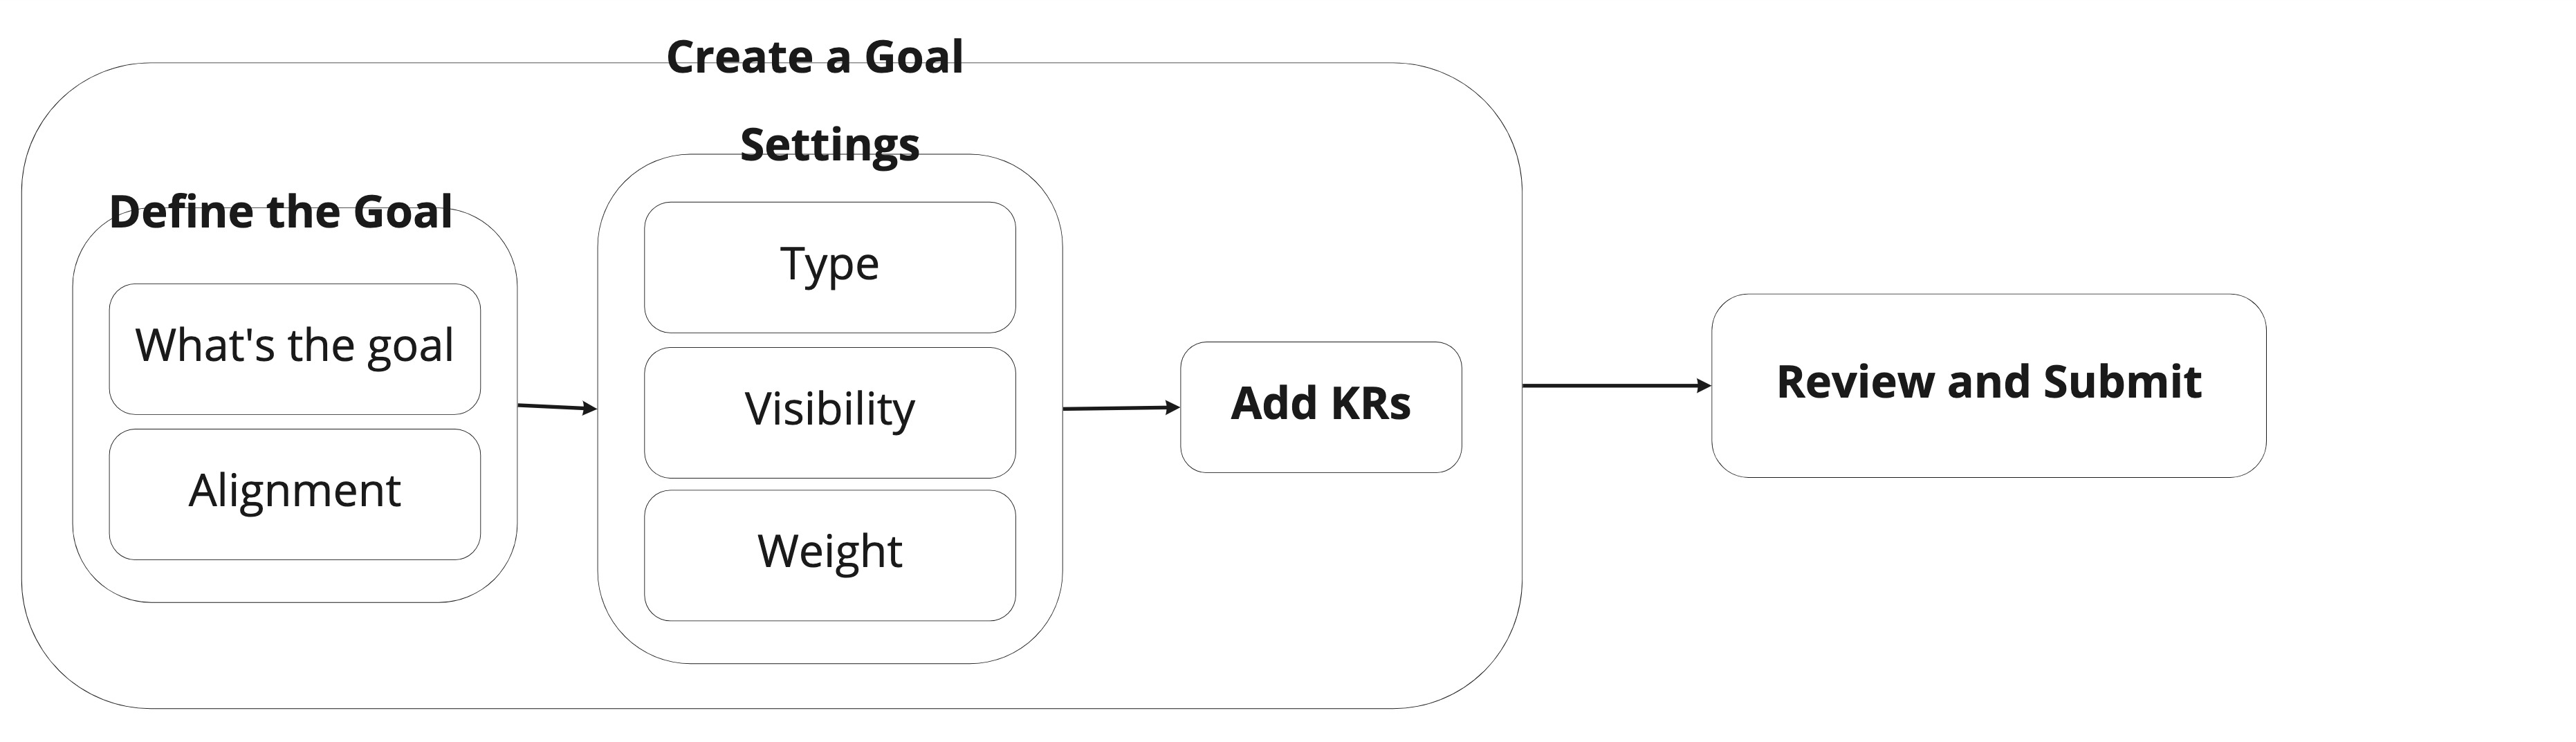 Create a Goal
Define the Goal
What's the goal
Alignment
Settings
Type
Visibility
Weight
Add KRs
Review and Submit